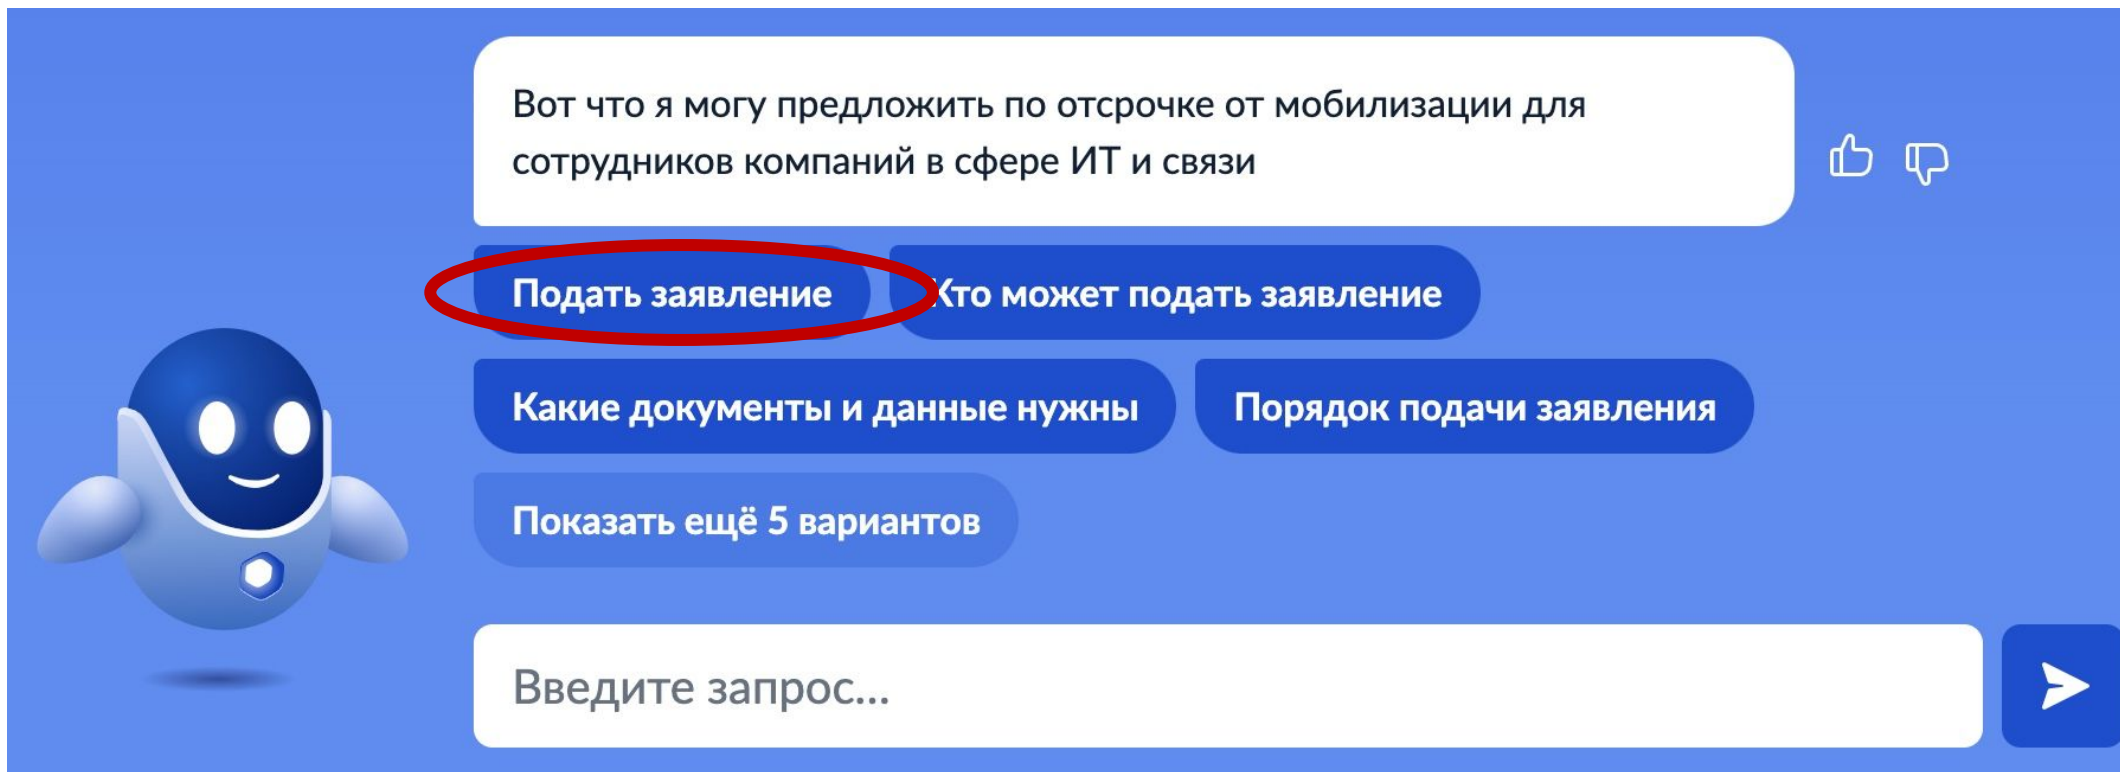 Вот что я могу предложить по отсрочке от мобилизации для
сотрудников компаний в сфере ИТ и связи
Подать заявление
Кто может подать заявление
Какие документы и данные нужны
Порядок подачи заявления
Показать ещё 5 вариантов
Введите запрос...